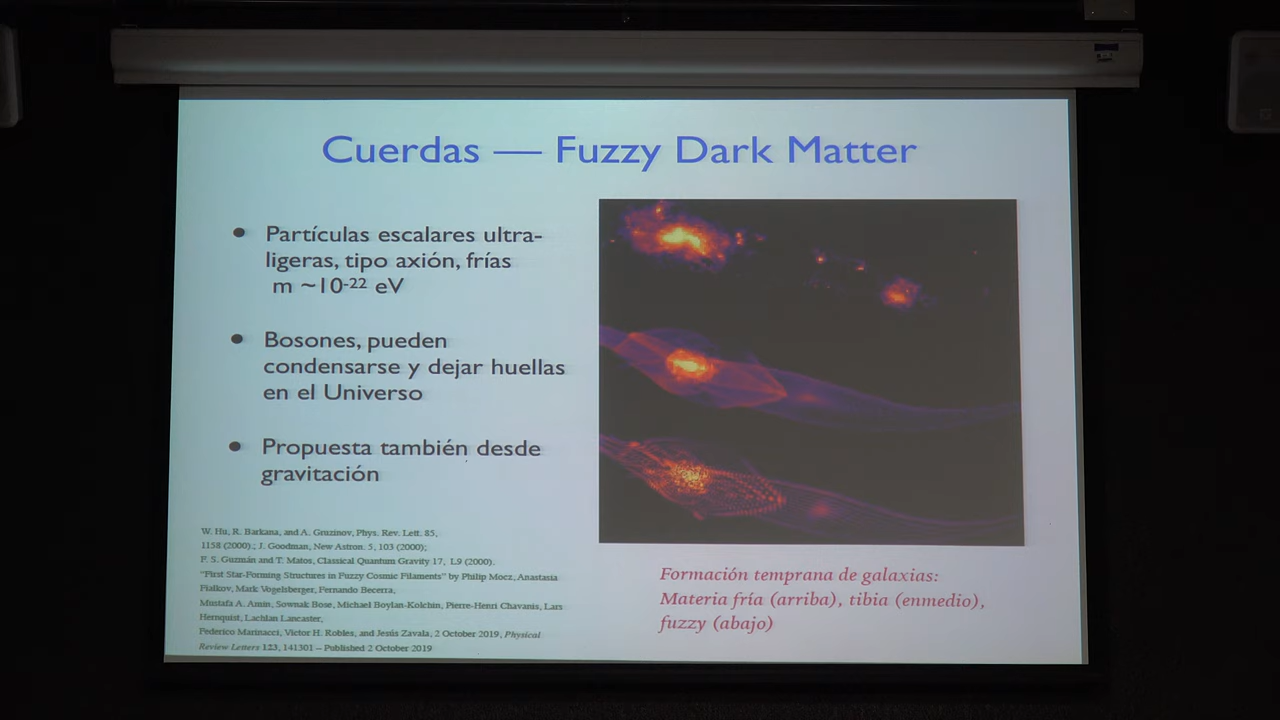 Cuerdas — Fuzzy Dark Matter
• Partículas escalares ultra-
ligeras, tipo axión, frías
m ~10-22 eV
• Bosones, pueden
condensarse y dejar huellas
en el Universo
• Propuesta también desde
gravitación
W. Hu, R. Barkana, and A. Gruzinov, Phys. Rev. Lett. 85,
1158 (2000).; J. Goodman, New Astron. 5, 103 (2000);
F. S. Guzmán and T. Matos, Classical Quantum Gravity 17, L9 (2000).
"First Star-Forming Structures in Fuzzy Cosmic Filaments" by Philip Mocz, Anastasia
Fialkov, Mark Vogelsberger, Fernando Becerra,
Mustafa A. Amin, Sownak Bose, Michael Boylan-Kolchin, Pierre-Henri Chavanis, Lars
Hernquist, Lachlan Lancaster,
Federico Marinacci, Victor H. Robles, and Jesús Zavala, 2 October 2019, Physical
Review Letters 123, 141301 – Published 2 October 2019
Formación temprana de galaxias:
Materia fría (arriba), tibia (enmedio),
fuzzy (abajo)